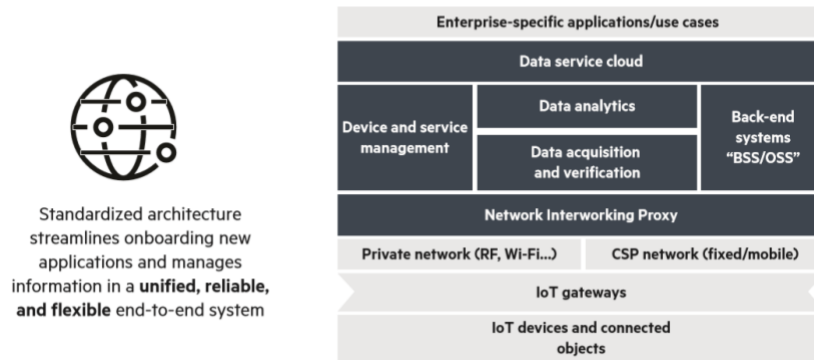 Standardized architecture
streamlines onboarding new
applications and manages
information in a unified, reliable,
and flexible end-to-end system
Enterprise-specific applications/use cases
Data service cloud
Device and service
management
Data analytics
Data acquisition
and verification
Back-end
systems
“BSS/OSS”
Network Interworking Proxy
Private network (RF, Wi-Fi...)
CSP network (fixed/mobile)
IoT gateways
IoT devices and connected
objects